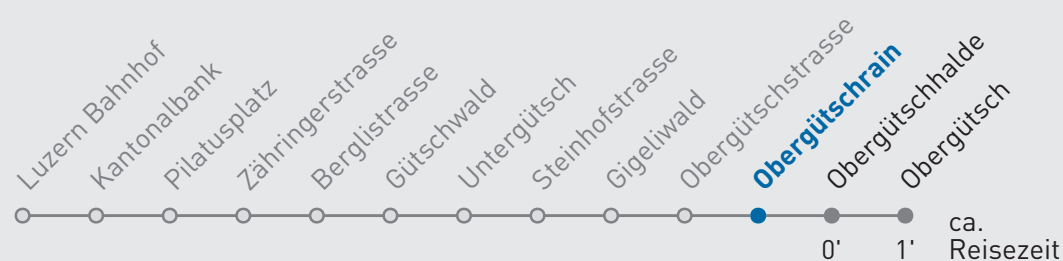 Luzern Bahnhof
Kantonalbank
Pilatusplatz
Zähringerstrasse
Berglistrasse
Gütschwald
Untergütsch
Steinhofstrasse
Gigeliwald
Obergütschstrasse
Obergütschrain
Obergütschhalde
Obergütsch
ca.
0' 1' Reisezeit